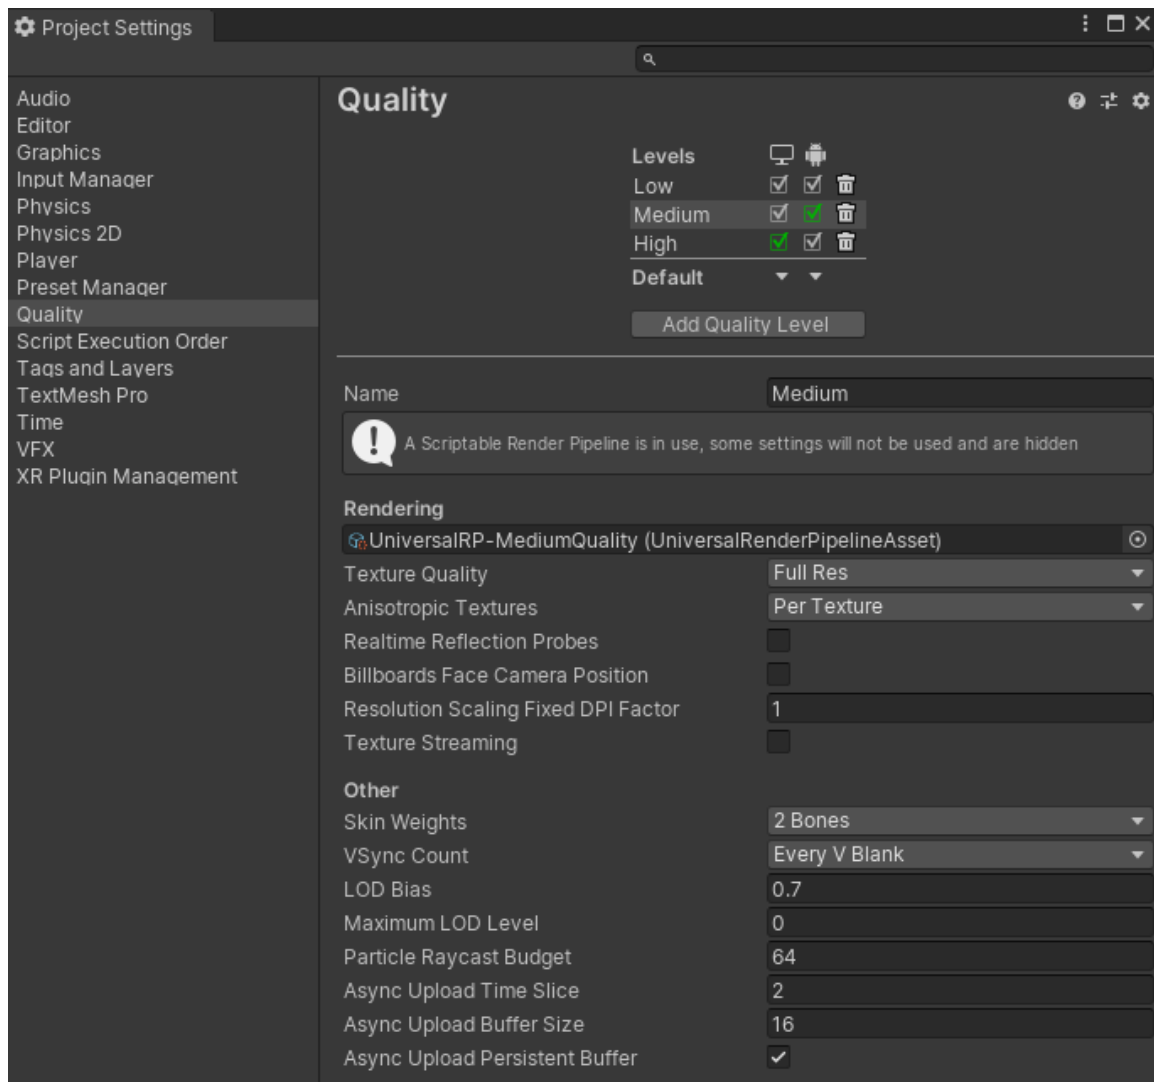 Project Settings
Audio
Editor
Graphics
Input Manager
Physics
Physics 2D
Player
Preset Manager
Quality
Script Execution Order
Tags and Layers
TextMesh Pro
Time
VFX
XR Plugin Management
Quality
Levels
Low
Medium
High
Default
Add Quality Level
Name Medium
A Scriptable Render Pipeline is in use, some settings will not be used and are hidden
Rendering
UniversalRP-MediumQuality (UniversalRenderPipelineAsset)
Texture Quality Full Res
Anisotropic Textures Per Texture
Realtime Reflection Probes
Billboards Face Camera Position
Resolution Scaling Fixed DPI Factor 1
Texture Streaming
Other
Skin Weights 2 Bones
VSync Count Every V Blank
LOD Bias 0.7
Maximum LOD Level 0
Particle Raycast Budget 64
Async Upload Time Slice 2
Async Upload Buffer Size 16
Async Upload Persistent Buffer